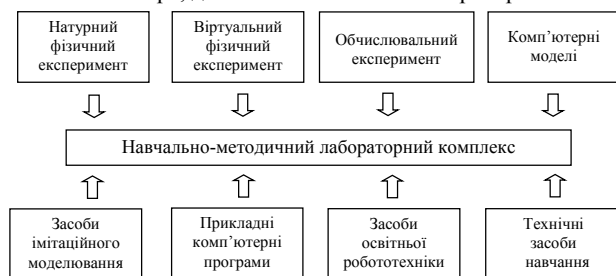 Натурний
фізичний
експеримент
Віртуальний
фізичний
експеримент
Обчислювальний
експеримент
Комп’ютерні
моделі
Навчально-методичний лабораторний комплекс
Засоби
імітаційного
моделювання
Прикладні
комп’ютерні
програми
Засоби
освітньої
робототехніки
Технічні
засоби
навчання